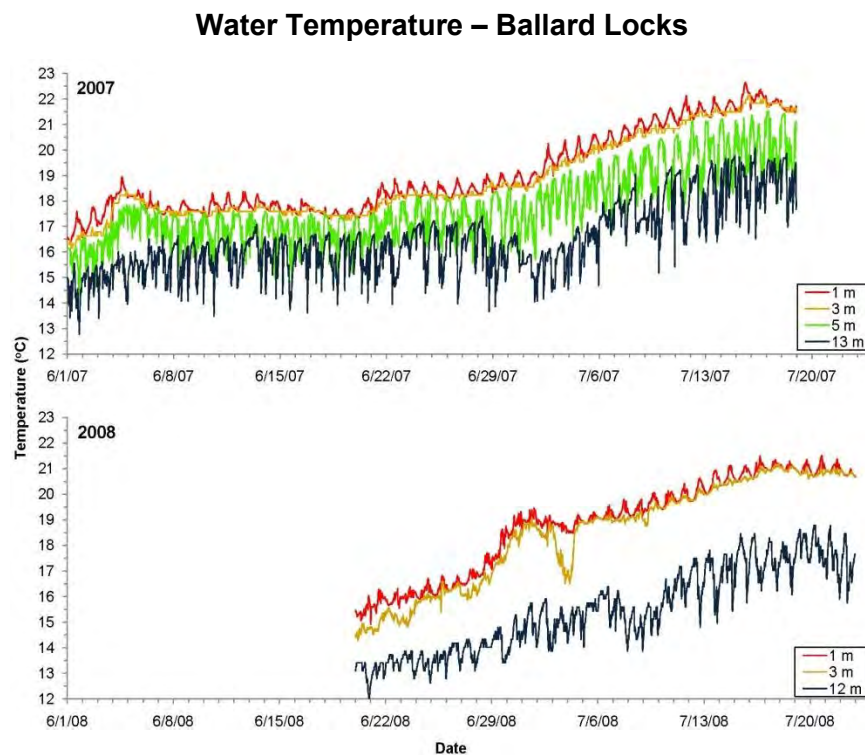 Water Temperature – Ballard Locks
2007
23
22
21
20
19
18
17
16
15
14
13
12
6/1/07 6/8/07 6/15/07 6/22/07 6/29/07 7/6/07 7/13/07 7/20/07
1 m
3 m
5 m
13 m
Temperature (ºC)
2008
23
22
21
20
19
18
17
16
15
14
13
12
6/1/08 6/8/08 6/15/08 6/22/08 6/29/08 7/6/08 7/13/08 7/20/08
1 m
3 m
12 m
Date